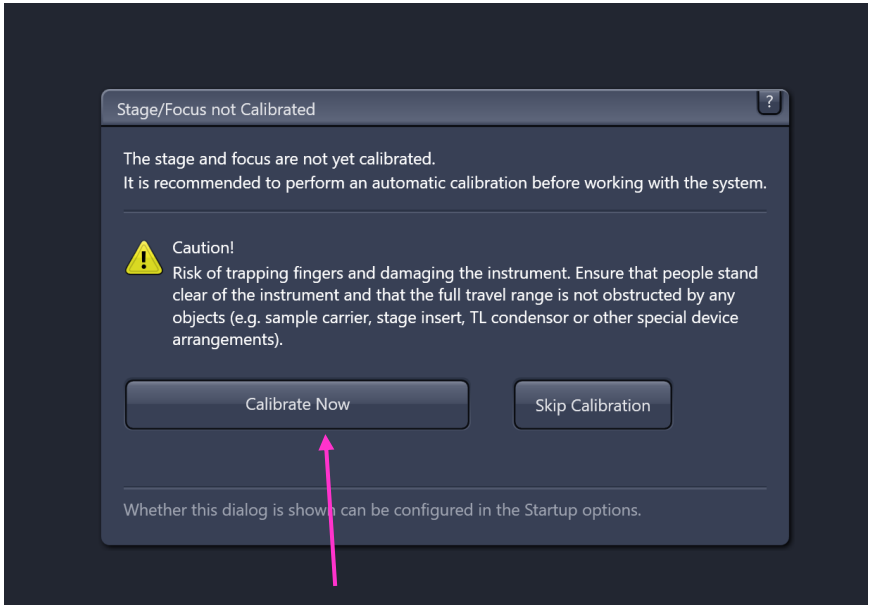 Stage/Focus not Calibrated
?
The stage and focus are not yet calibrated.
It is recommended to perform an automatic calibration before working with the system.
Caution!
Risk of trapping fingers and damaging the instrument. Ensure that people stand
clear of the instrument and that the full travel range is not obstructed by any
objects (e.g. sample carrier, stage insert, TL condensor or other special device
arrangements).
Calibrate Now
Skip Calibration
Whether this dialog is shown can be configured in the Startup options.